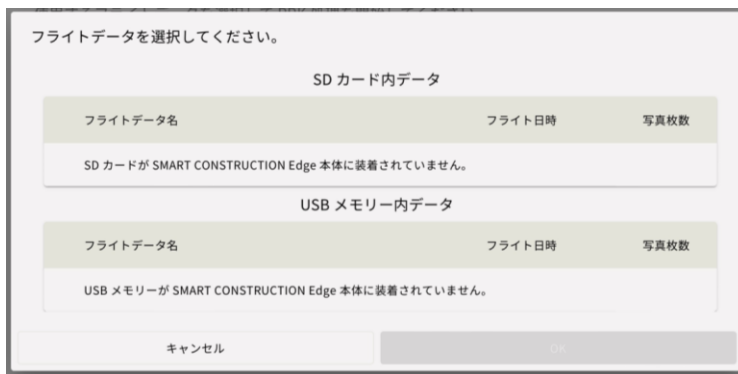 フライトデータを選択してください。
SD カード内データ
フライトデータ名 フライト日時 写真枚数
SD カードが SMART CONSTRUCTION Edge 本体に装着されていません。
USB メモリー内データ
フライトデータ名 フライト日時 写真枚数
USB メモリーが SMART CONSTRUCTION Edge 本体に装着されていません。
キャンセル OK